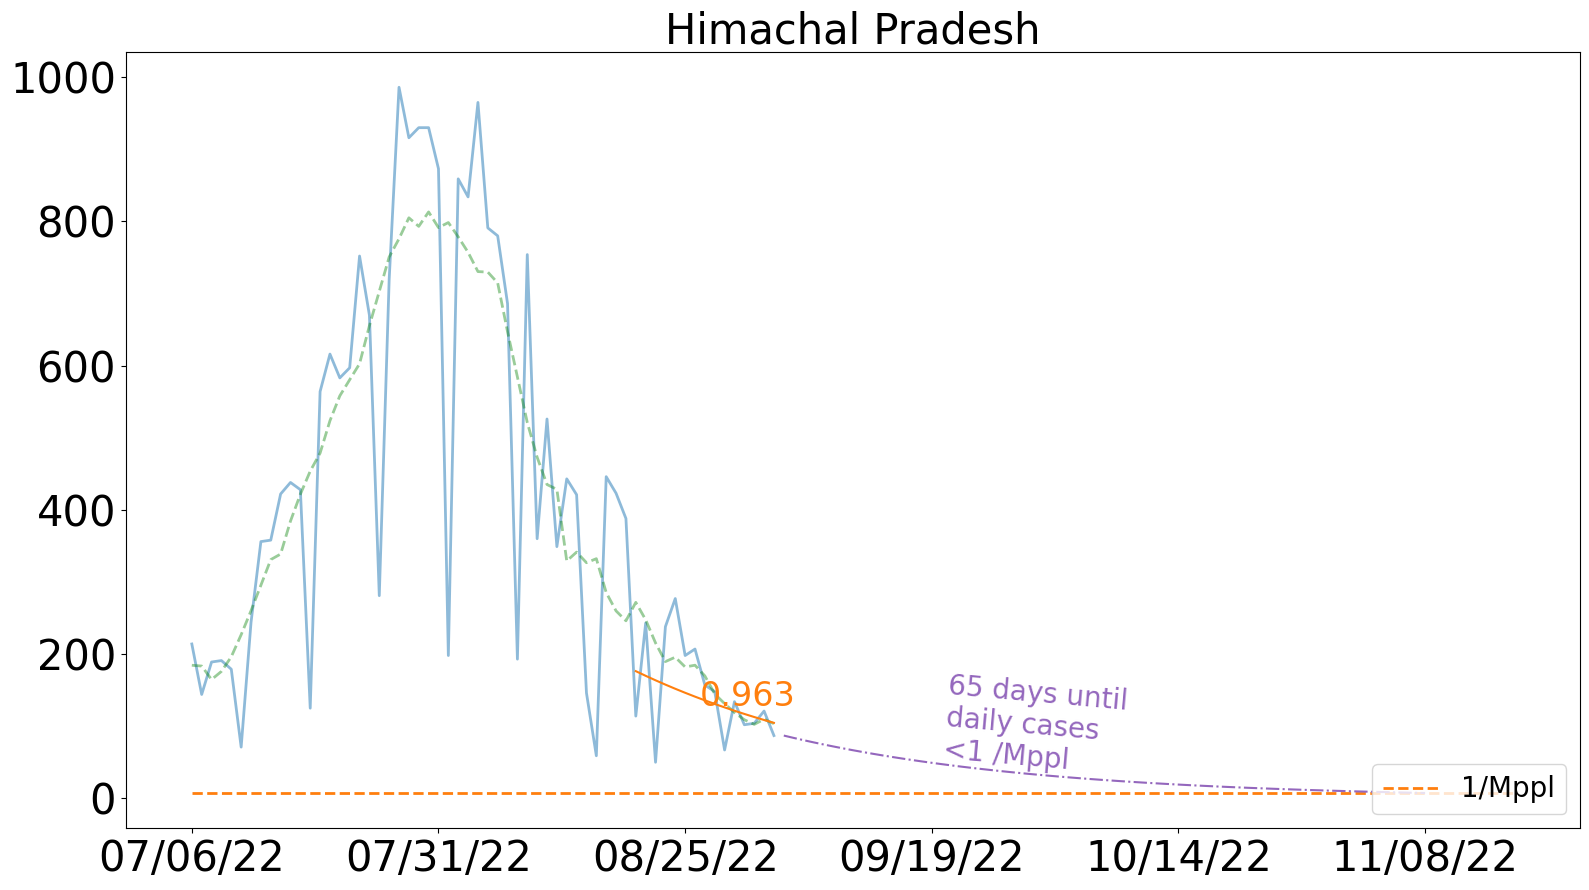 Himachal Pradesh
1000
800
600
400
200
0
0.963
65 days until
daily cases
<1 /Mppl
1/Mppl
07/06/22
07/31/22
08/25/22
09/19/22
10/14/22
11/08/22